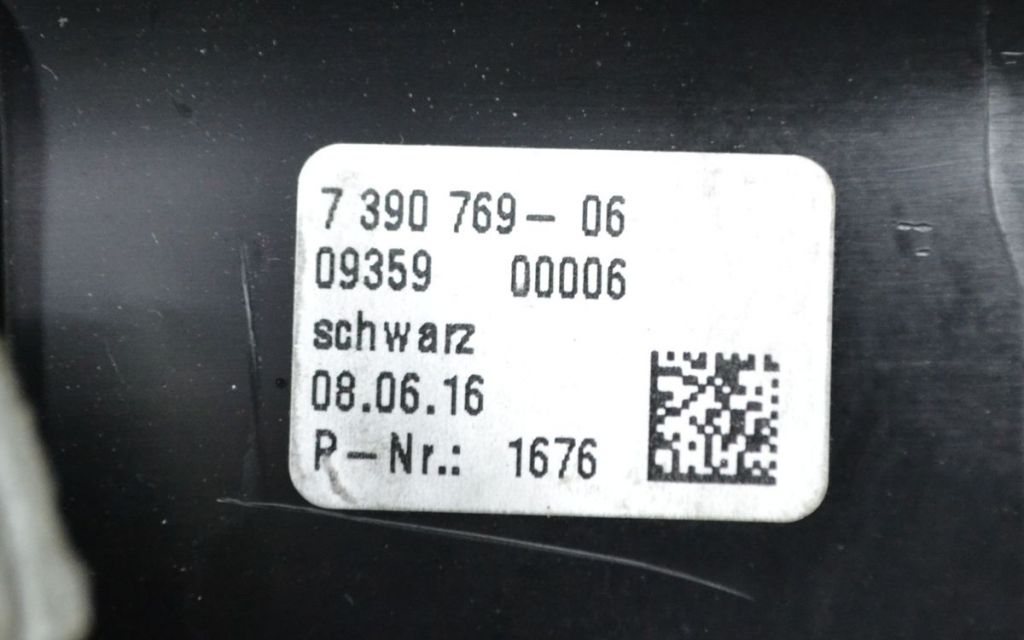 7 390 769- 06
09359 00006
schwarz
08.06.16
P-Nr.: 1676